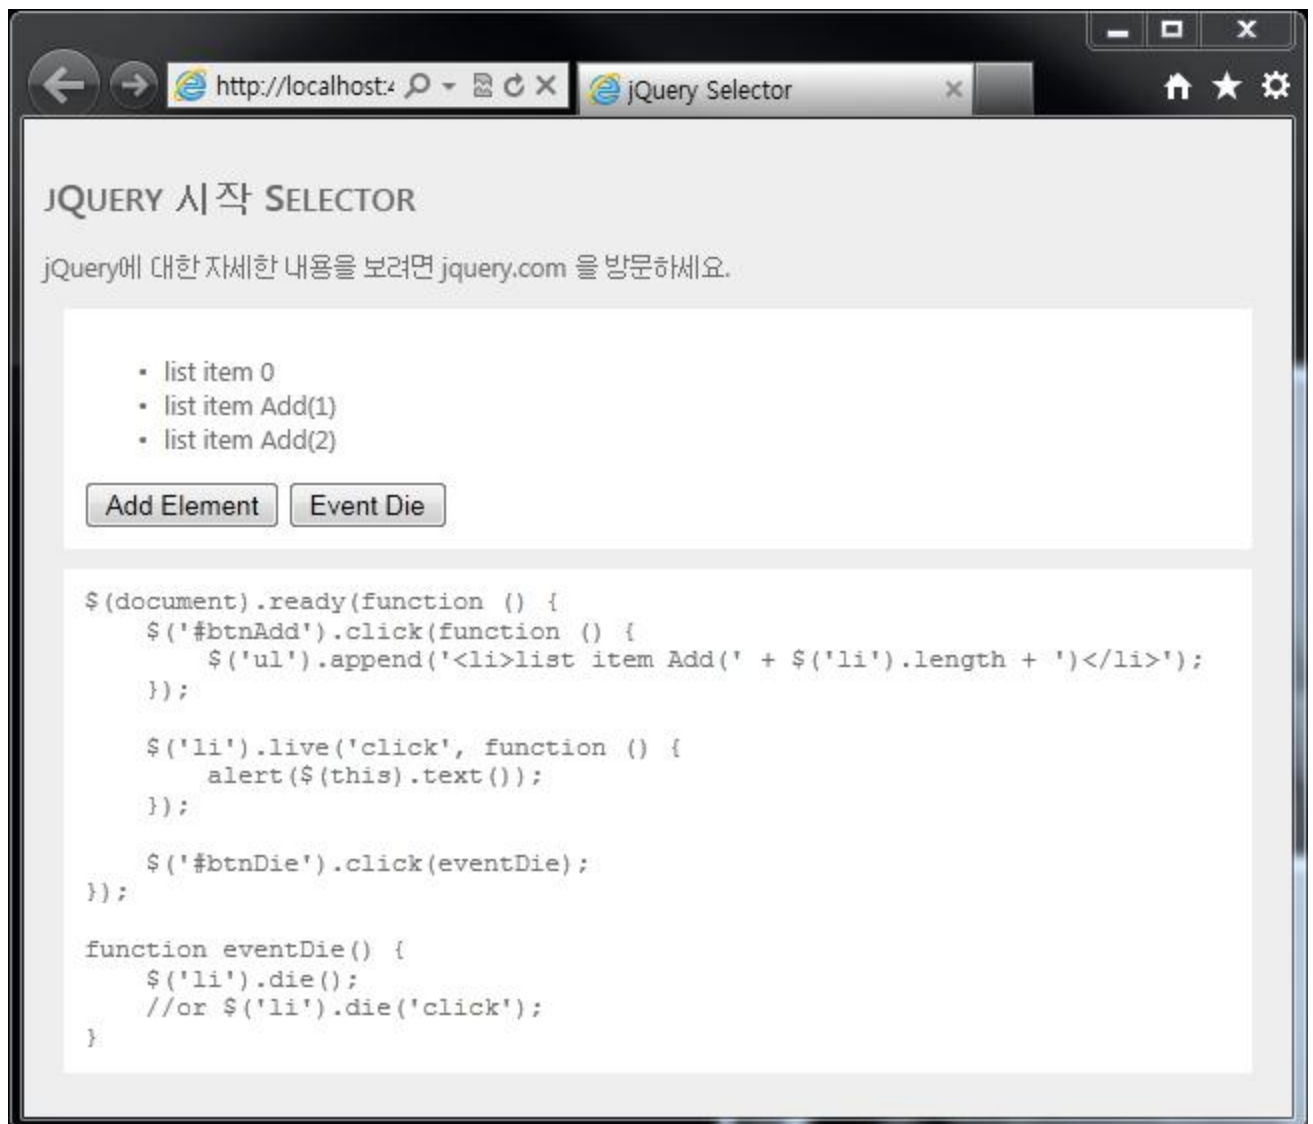 http://localhost:4
jQuery Selector
jQuery 시작 Selector
jQuery에 대한 자세한 내용을 보려면 jquery.com 을 방문하세요.
list item 0
list item Add(1)
list item Add(2)
Add Element Event Die
$(document).ready(function () {
    $('#btnAdd').click(function () {
        $('ul').append('<li>list item Add(' + $('li').length + ')</li>');
    });

    $('li').live('click', function () {
        alert($(this).text());
    });

    $('#btnDie').click(eventDie);
});

function eventDie() {
    $('li').die();
    //or $('li').die('click');
}